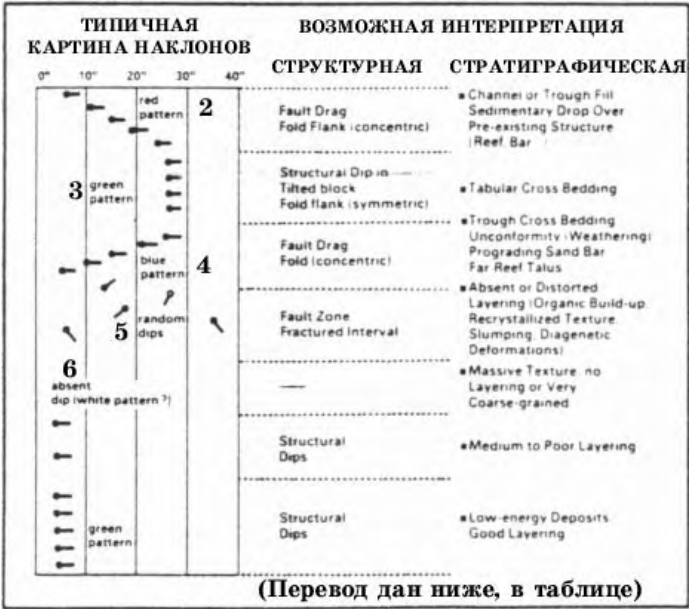 ТИПИЧНАЯ
КАРТИНА НАКЛОНОВ
ВОЗМОЖНАЯ ИНТЕРПРЕТАЦИЯ
СТРУКТУРНАЯ
СТРАТИГРАФИЧЕСКАЯ
0° 10° 20° 30° 40°
red
pattern
2
Fault Drag
Fold Flank (concentric)
Channel or Trough Fill
Sedimentary Drop Over
Pre-existing Structure
(Reef, Bar
3
green
pattern
Structural Dip in
Tilted block
Fold flank (symmetric)
Tabular Cross Bedding
blue
pattern
4
Fault Drag
Fold (concentric)
Trough Cross Bedding
Unconformity (Weathering)
Prograding Sand Bar
Far Reef Talus
5
random
dips
Fault Zone
Fractured Interval
Absent or Distorted
Layering (Organic Build-up,
Recrystallized Texture,
Slumping, Diagenetic
Deformations)
6
absent
dip (white pattern ?)
—
Massive Texture, no
Layering or Very
Coarse-grained
Structural
Dips
Medium to Poor Layering
green
pattern
Structural
Dips
Low-energy Deposits
Good Layering
(Перевод дан ниже, в таблице)